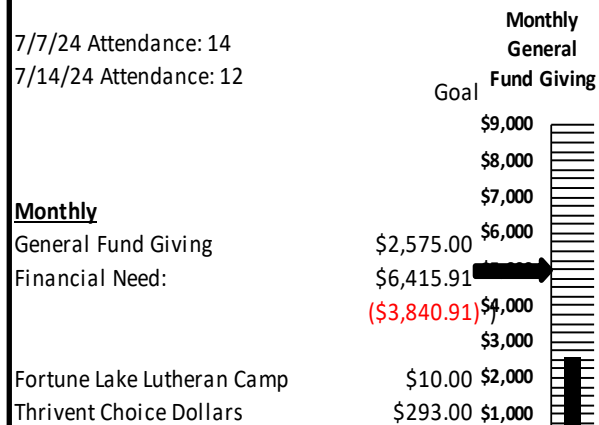 Monthly
General
Fund Giving
7/7/24 Attendance: 14
7/14/24 Attendance: 12
Goal
$9,000
$8,000
$7,000
Monthly
$6,000
General Fund Giving $2,575.00
Financial Need: $6,415.91
($3,840.91) )
$4,000
$3,000
Fortune Lake Lutheran Camp $10.00
$2,000
Thrivent Choice Dollars $293.00
$1,000